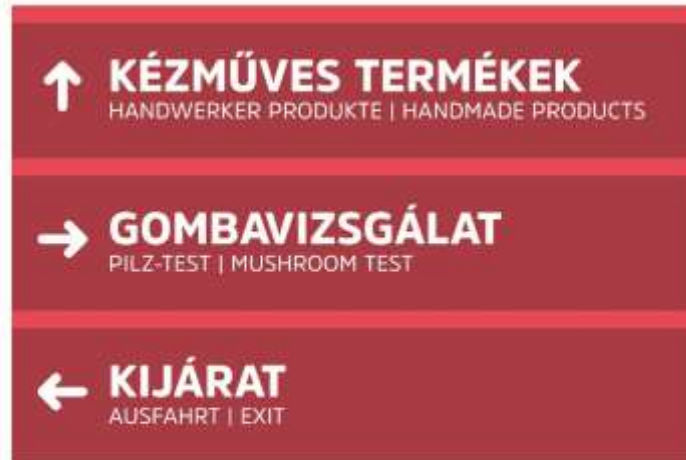 KÉZMŰVES TERMÉKEK
HANDWERKER PRODUKTE | HANDMADE PRODUCTS
GOMBAVIZSGÁLAT
PILZ-TEST | MUSHROOM TEST
KIJÁRAT
AUSFAHRT | EXIT